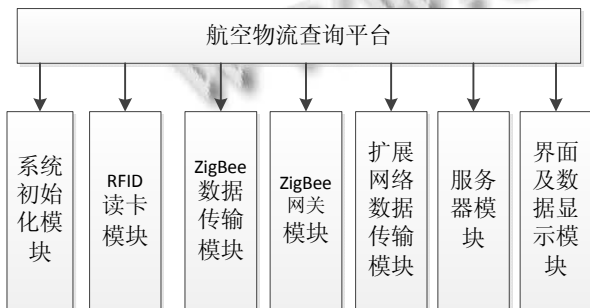 航空物流查询平台
系统
初始
化模
块
RFID
读卡
模块
ZigBee
数据
传输
模块
ZigBee
网关
模块
扩展
网络
数据
传输
模块
服务
器模
块
界面
及数
据显
示模
块